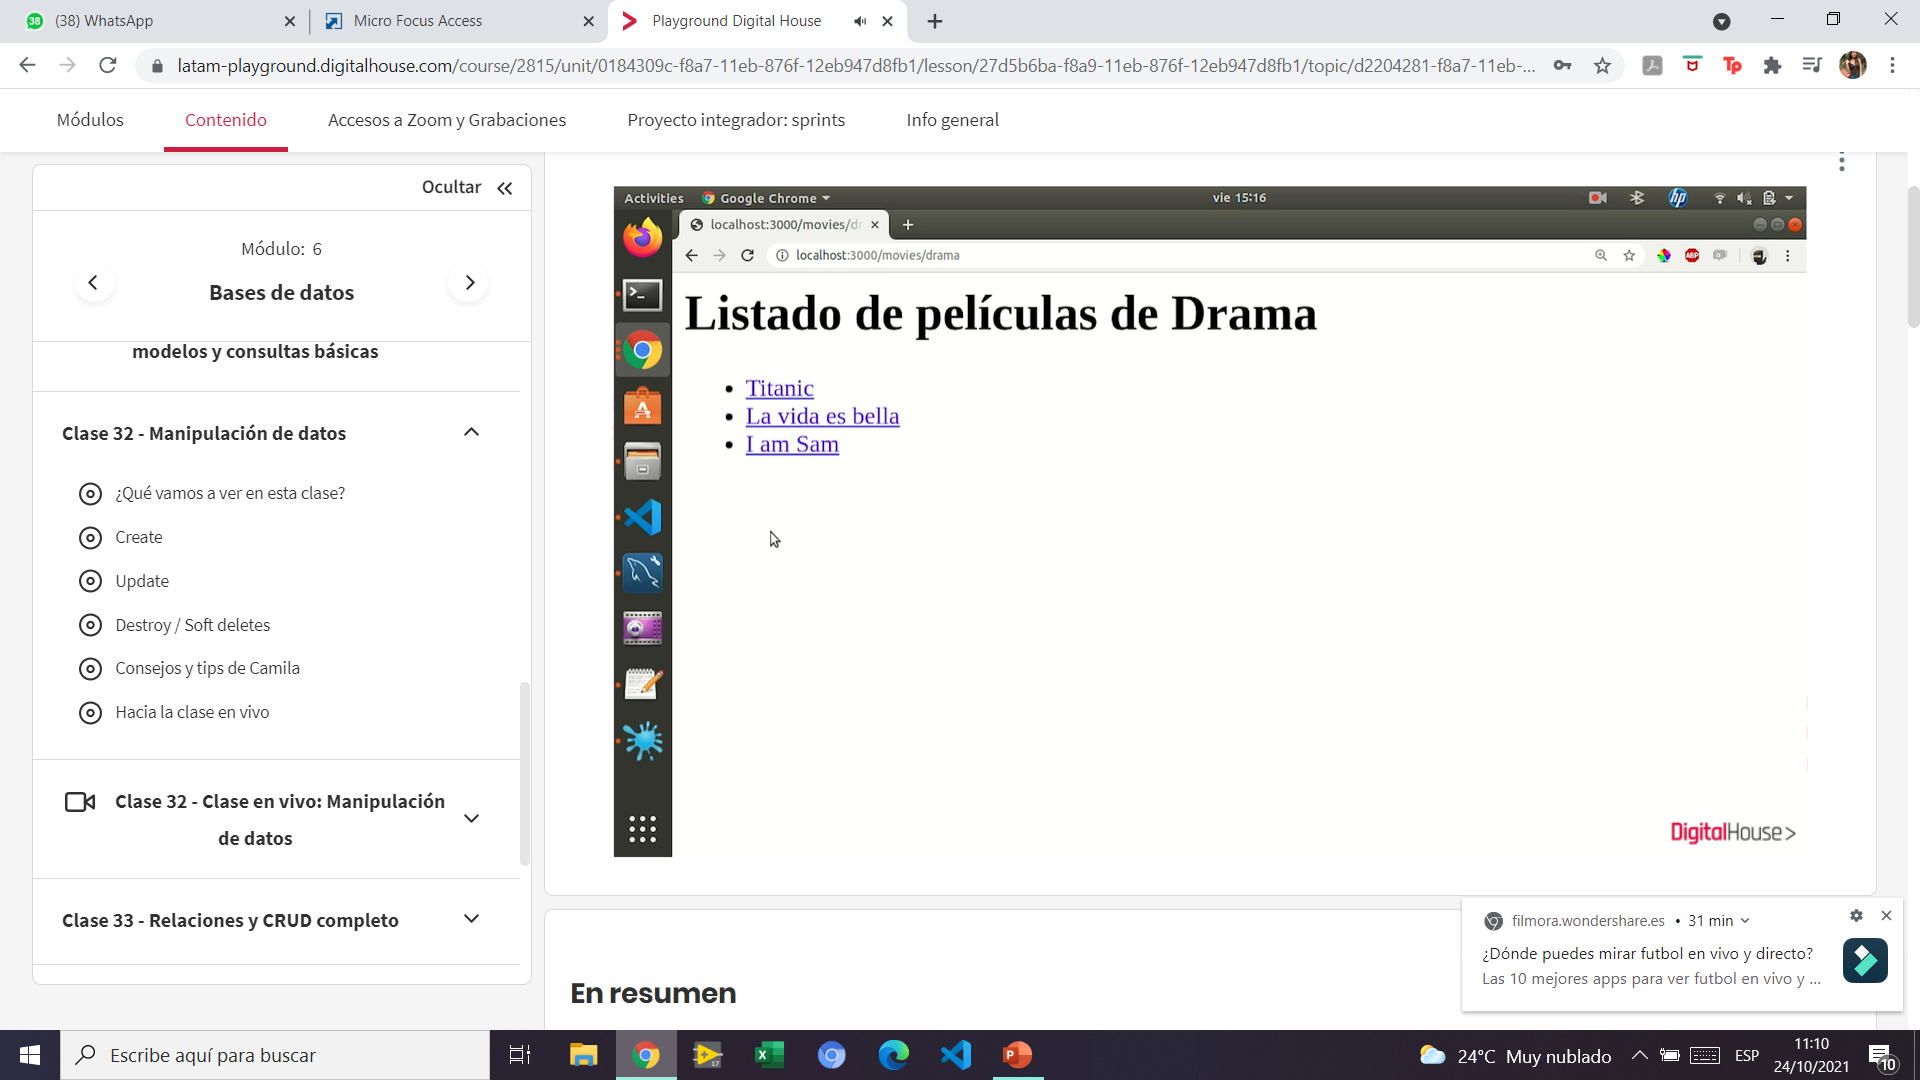 (38) WhatsApp
Micro Focus Access
Playground Digital House
latam-playground.digitalhouse.com/course/2815/unit/0184309c-f8a7-11eb-876f-12eb947d8fb1/lesson/27d5b6ba-f8a9-11eb-876f-12eb947d8fb1/topic/d2204281-f8a7-11eb-...
Módulos
Contenido
Accesos a Zoom y Grabaciones
Proyecto integrador: sprints
Info general
Ocultar
Módulo: 6
Bases de datos
modelos y consultas básicas
Clase 32 - Manipulación de datos
¿Qué vamos a ver en esta clase?
Create
Update
Destroy / Soft deletes
Consejos y tips de Camila
Hacia la clase en vivo
Clase 32 - Clase en vivo: Manipulación
de datos
Clase 33 - Relaciones y CRUD completo
Activities
Google Chrome
vie 15:16
localhost:3000/movies/dr
localhost:3000/movies/drama
ABP
Listado de películas de Drama
Titanic
La vida es bella
I am Sam
DigitalHouse>
En resumen
filmora.wondershare.es • 31 min
¿Dónde puedes mirar futbol en vivo y directo?
Las 10 mejores apps para ver futbol en vivo y ...
Escribe aquí para buscar
24°C Muy nublado
ESP
11:10
24/10/2021
10